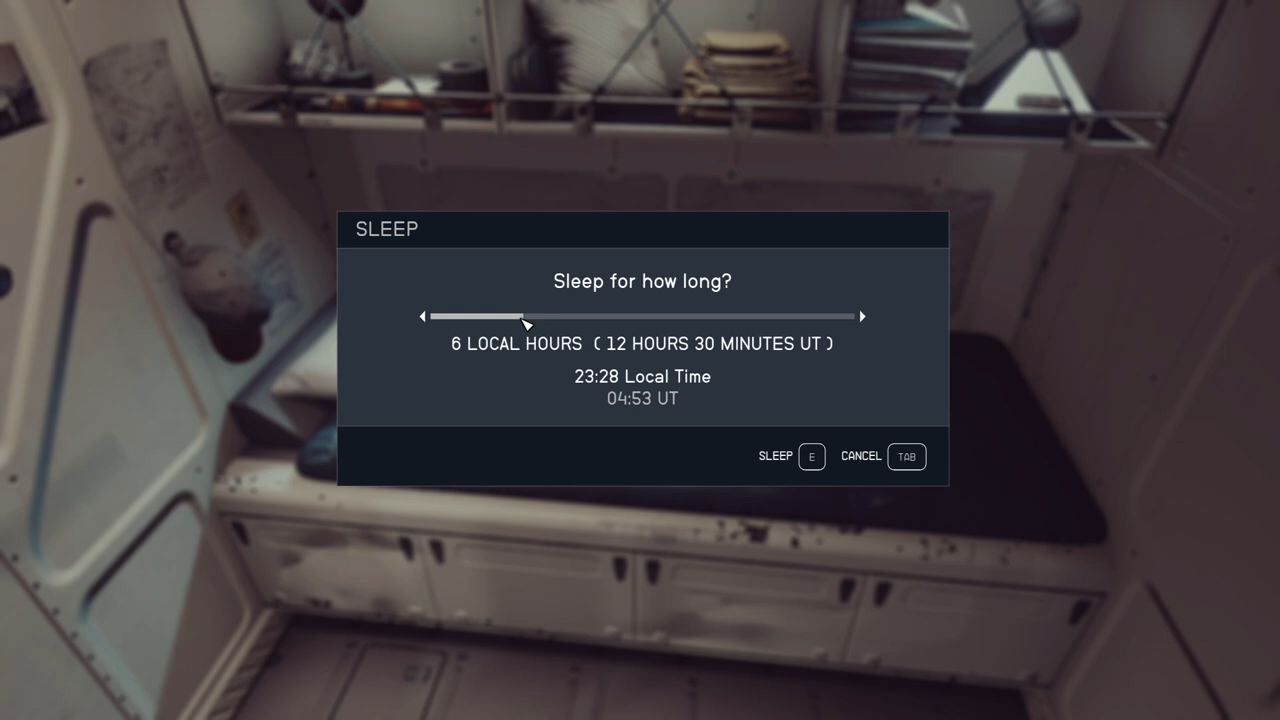 SLEEP
Sleep for how long?
6 LOCAL HOURS ( 12 HOURS 30 MINUTES UT )
23:28 Local Time
04:53 UT
SLEEP E CANCEL TAB